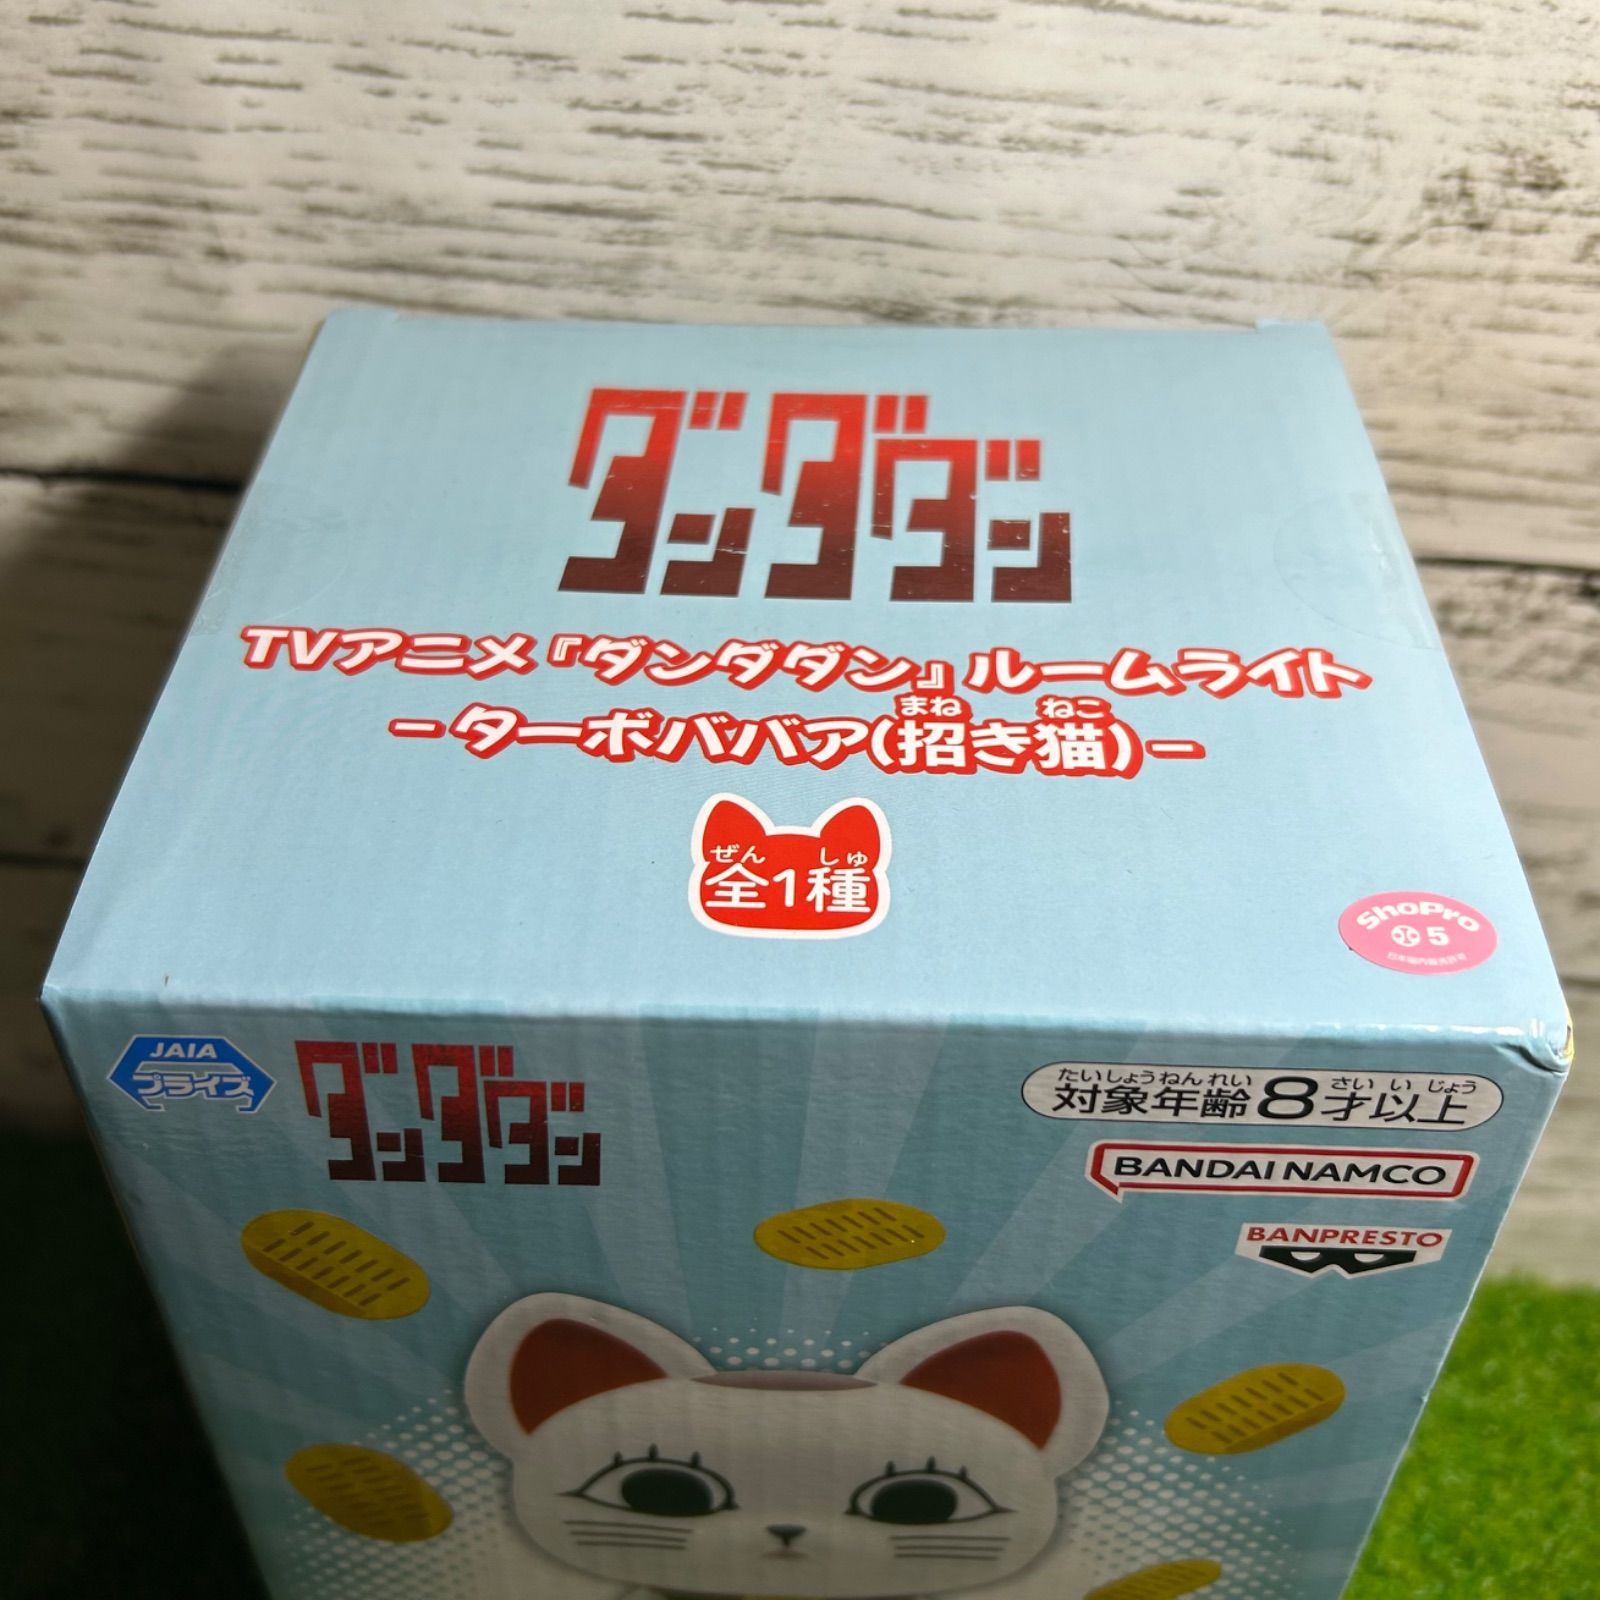 ダンダダン
TVアニメ『ダンダダン』ルームライト
まね ねこ
-ターボババア(招き猫)-
ぜん しゅ
全1種
ShoPro
5
JAIA
プライズ
ダンダダン
たいしょうねんれい さいいじょう
対象年齢8才以上
BANDAI NAMCO
BANPRESTO